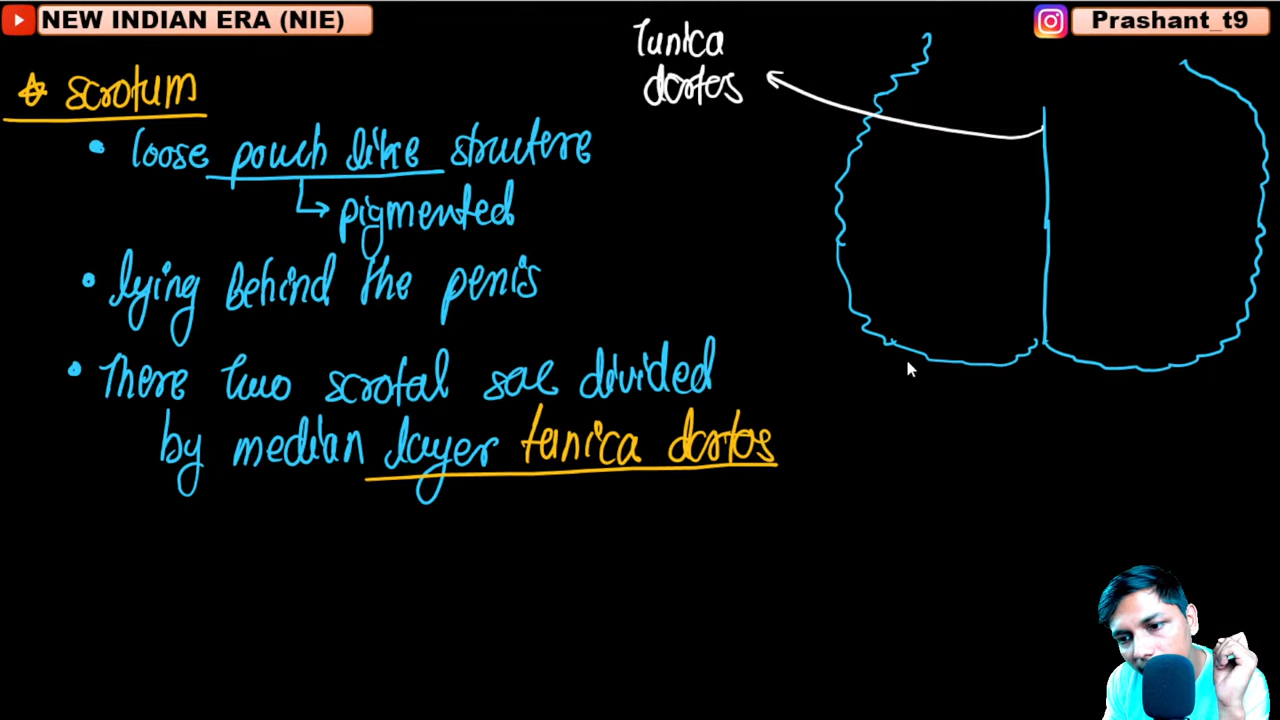 NEW INDIAN ERA (NIE)
Prashant_t9
Tunica
dartos
scrotum
• loose pouch like structere
pigmented
• lying behind the penis
• There two scrotal sac divided
by median layer tunica dartos